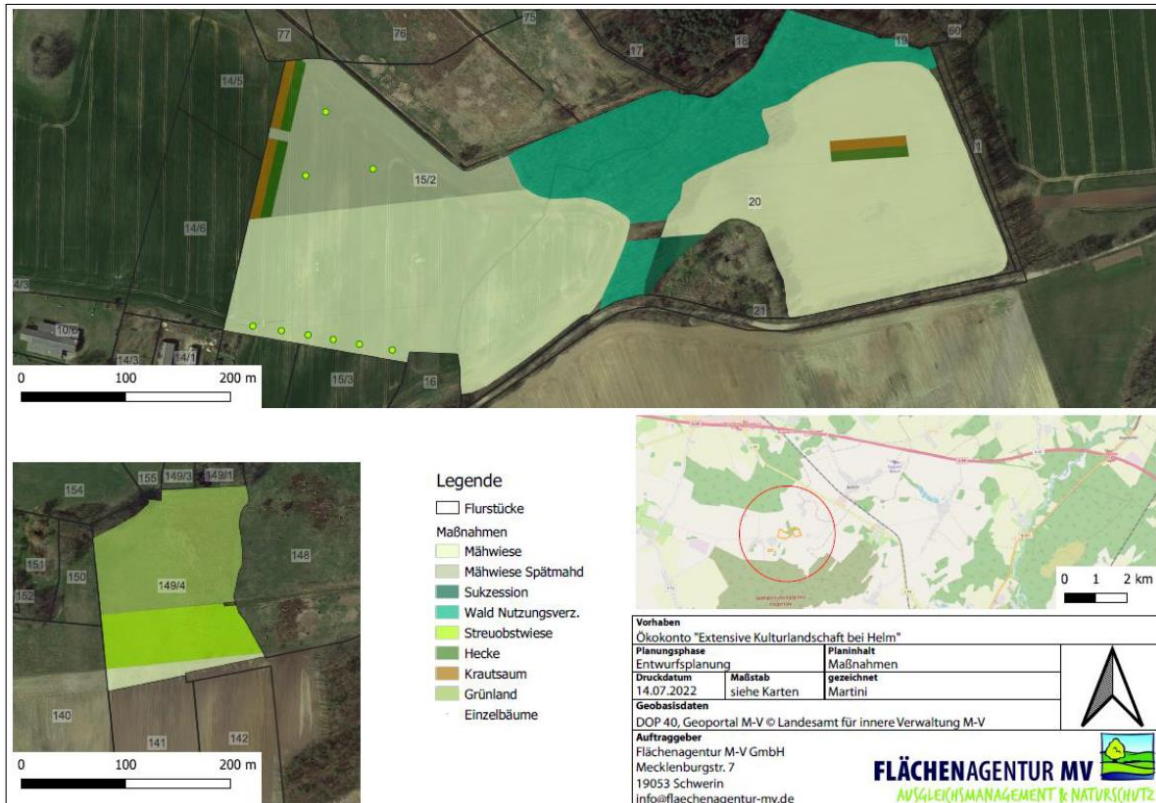 77
76
75
17
18
19
60
14/5
15/2
1
20
14/6
14/3
10/6
14/3
14/1
15/3
16
21
0 100 200 m
155 149/3 149/1
154
151
150
152
148
149/4
140
141
142
0 100 200 m
Legende
Flurstücke
Maßnahmen
Mähwiese
Mähwiese Spätmahd
Sukzession
Wald Nutzungsverz.
Streuobstwiese
Hecke
Krautsaum
Grünland
Einzelbäume
0 1 2 km
Vorhaben
Ökokonto "Extensive Kulturlandschaft bei Helm"
Planungsphase
Entwurfsplanung
Planinhalt
Maßnahmen
Druckdatum
14.07.2022
Maßstab
siehe Karten
gezeichnet
Martini
Geobasisdaten
DOP 40, Geoportal M-V © Landesamt für innere Verwaltung M-V
Auftraggeber
Flächenagentur M-V GmbH
Mecklenburgstr. 7
19053 Schwerin
info@flaechenagentur-mv.de
FLÄCHENAGENTUR MV
AUSGLEICHSMANAGEMENT & NATURSCHUTZ